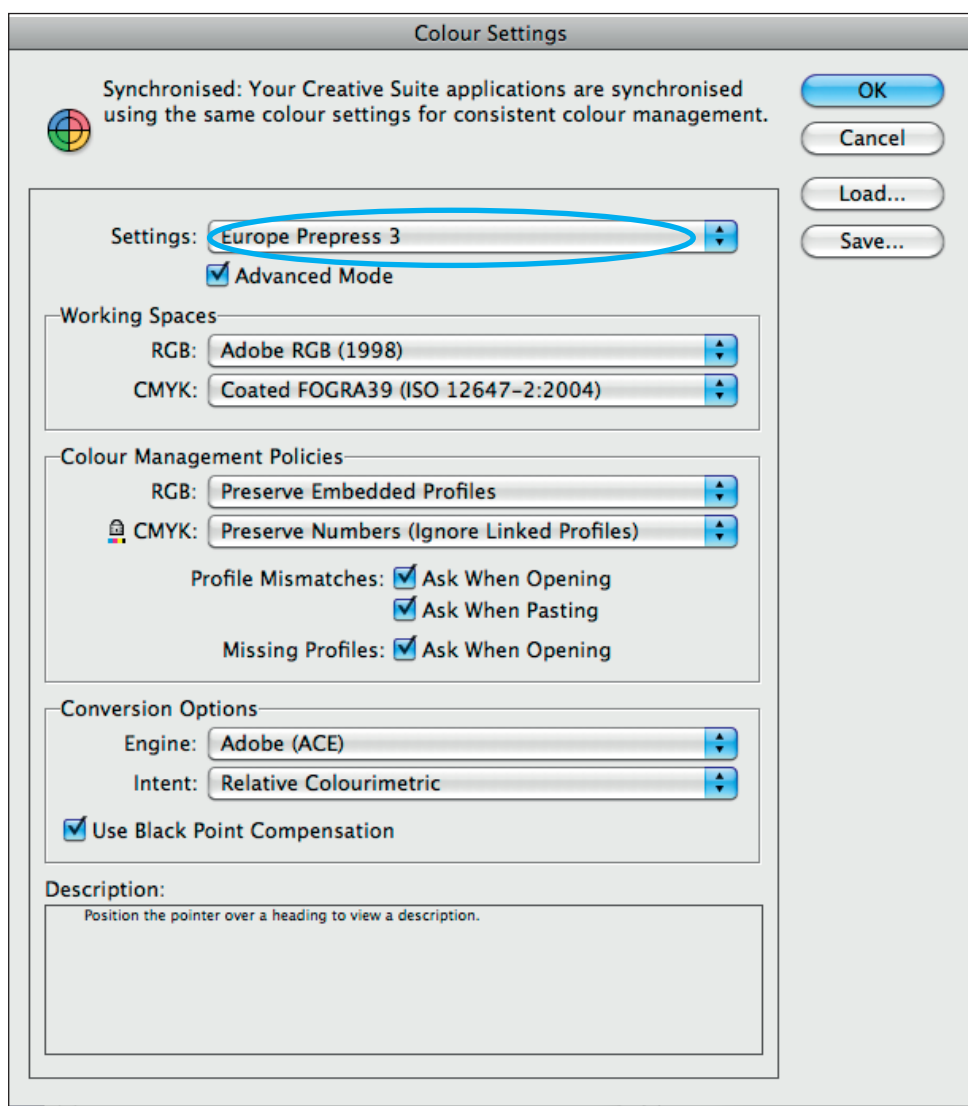 Colour Settings
Synchronised: Your Creative Suite applications are synchronised
using the same colour settings for consistent colour management.
OK
Cancel
Load...
Save...
Settings: Europe Prepress 3
Advanced Mode
Working Spaces
RGB: Adobe RGB (1998)
CMYK: Coated FOGRA39 (ISO 12647-2:2004)
Colour Management Policies
RGB: Preserve Embedded Profiles
CMYK: Preserve Numbers (Ignore Linked Profiles)
Profile Mismatches: Ask When Opening
Ask When Pasting
Missing Profiles: Ask When Opening
Conversion Options
Engine: Adobe (ACE)
Intent: Relative Colourimetric
Use Black Point Compensation
Description:
Position the pointer over a heading to view a description.